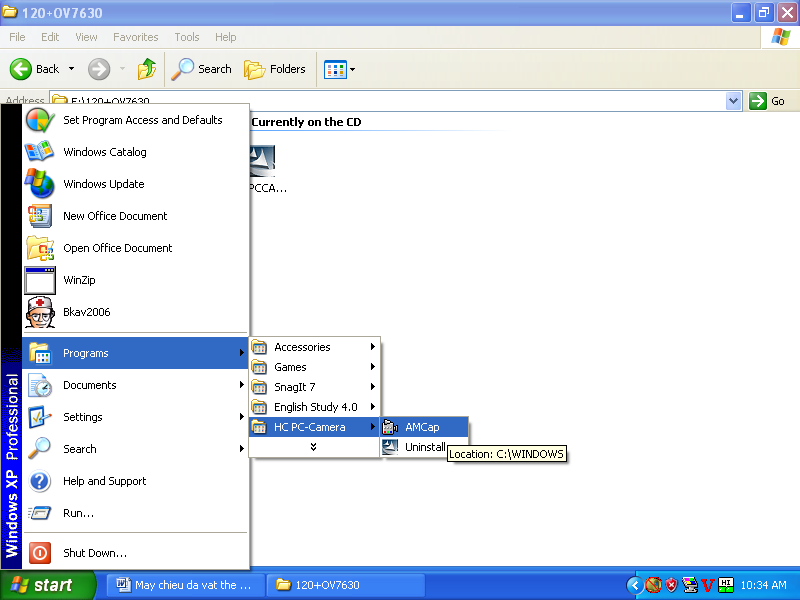 120+OV7630
File Edit View Favorites Tools Help
Back Search Folders
Address E:\120+OV7630 Go
Currently on the CD
PCCA...
Set Program Access and Defaults
Windows Catalog
Windows Update
New Office Document
Open Office Document
WinZip
Bkav2006
Programs
Documents
Settings
Search
Help and Support
Run...
Shut Down...
Windows XP Professional
Accessories
Games
SnagIt 7
English Study 4.0
HC PC-Camera
AMCap
Uninstall
Location: C:\WINDOWS
start May chieu da vat the ... 120+OV7630 V HI 10:34 AM